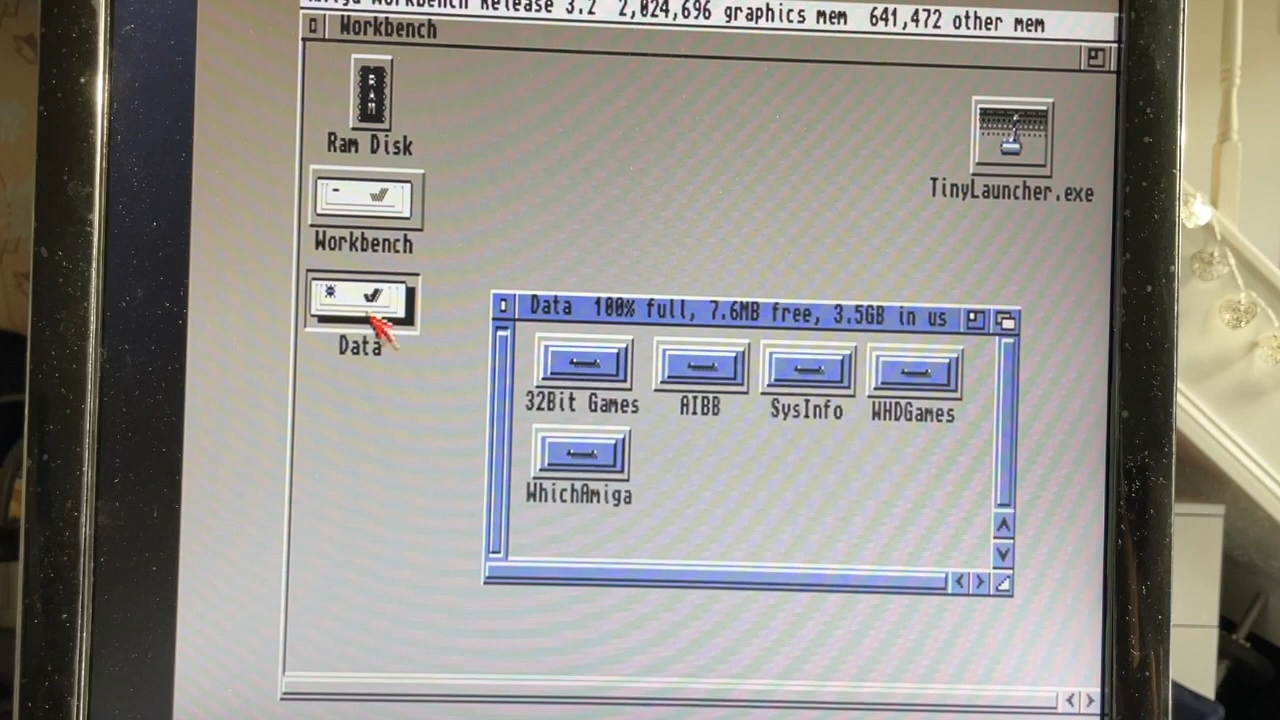 Workbench Release 3.2 2,024,696 graphics mem 641,472 other mem
Workbench
RAM
Ram Disk
TinyLauncher.exe
Workbench
Data
Data 100% full, 7.6MB free, 3.5GB in us
32Bit Games
AIBB
SysInfo
WHDGames
WhichAmiga